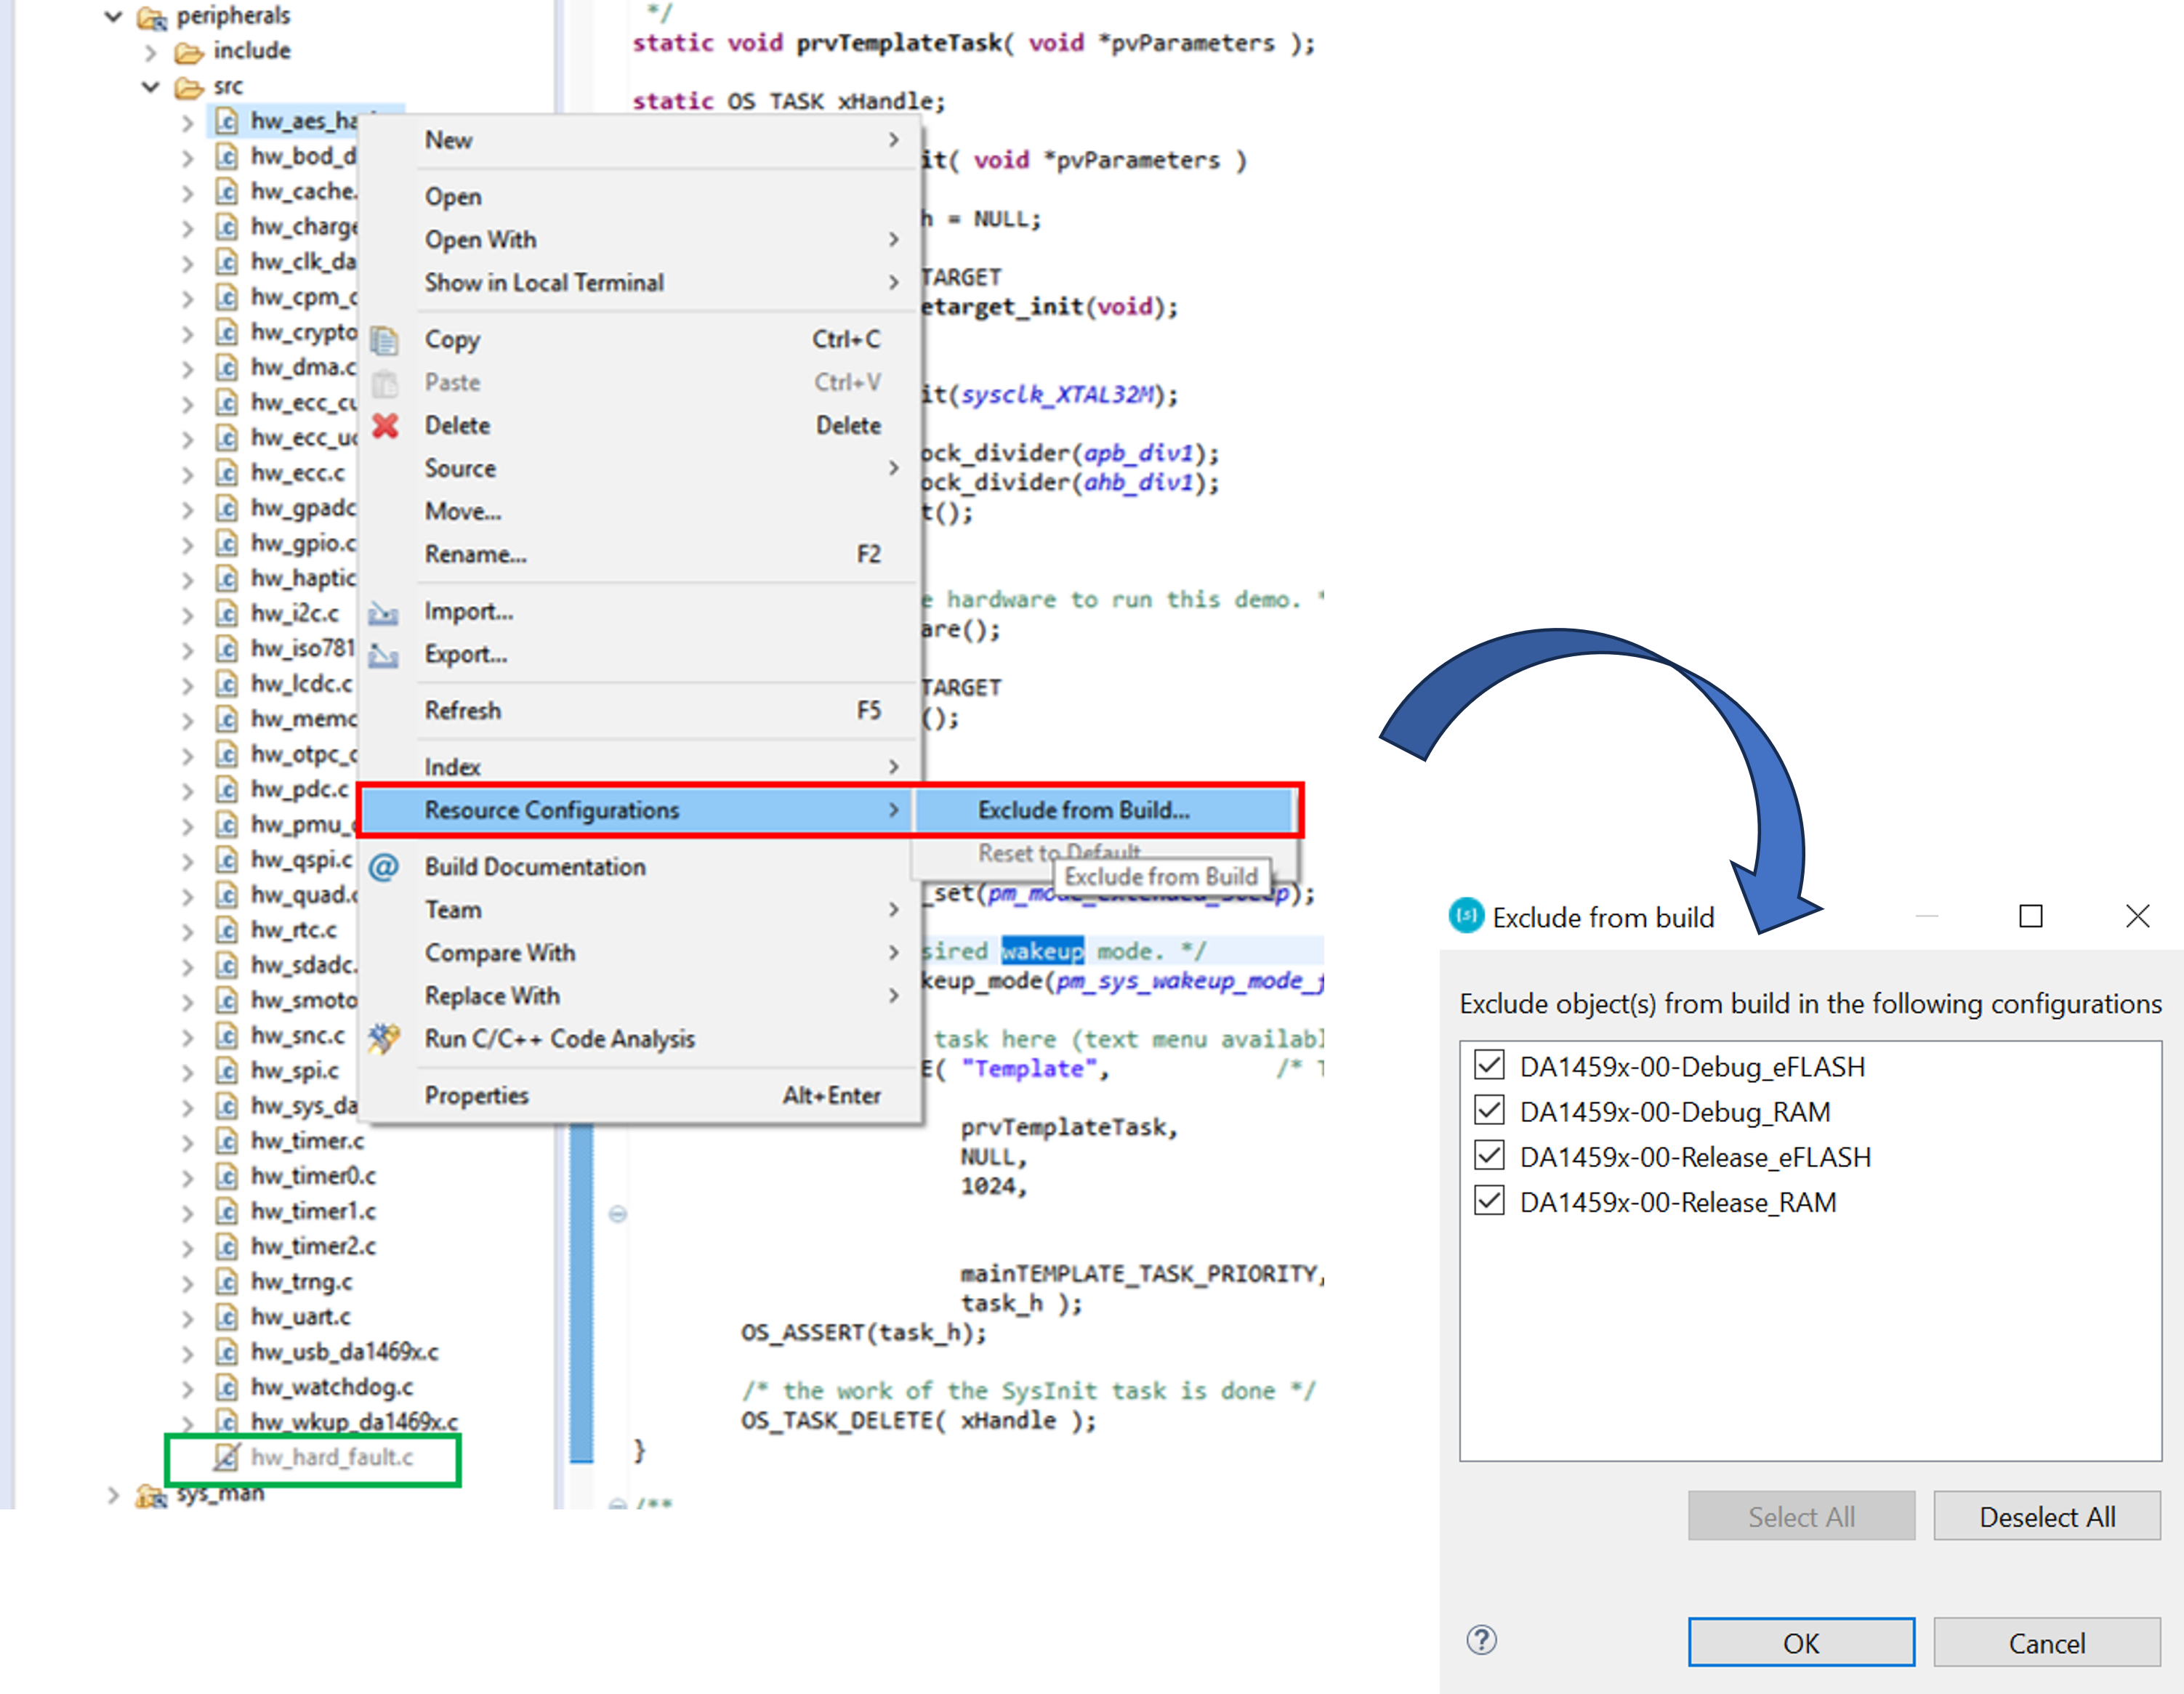 peripherals
include
src
hw_aes_ha
hw_bod_d
hw_cache.
hw_charge
hw_clk_da
hw_cpm_c
hw_crypto
hw_dma.c
hw_ecc_cu
hw_ecc_uc
hw_ecc.c
hw_gpadc
hw_gpio.c
hw_haptic
hw_i2c.c
hw_iso781
hw_lcdc.c
hw_memc
hw_otpc_c
hw_pdc.c
hw_pmu_
hw_qspi.c
hw_quad.c
hw_rtc.c
hw_sdadc.
hw_smoto
hw_snc.c
hw_spi.c
hw_sys_da
hw_timer.c
hw_timer0.c
hw_timer1.c
hw_timer2.c
hw_trng.c
hw_uart.c
hw_usb_da1469x.c
hw_watchdog.c
hw_wkup_da1469x.c
hw_hard_fault.c
sys_man
New
Open
Open With
Show in Local Terminal
Copy Ctrl+C
Paste Ctrl+V
Delete Delete
Source
Move...
Rename... F2
Import...
Export...
Refresh F5
Index
Resource Configurations
Build Documentation
Team
Compare With
Replace With
Run C/C++ Code Analysis
Properties Alt+Enter
Exclude from Build...
Reset to Default
Exclude from Build
*/
static void prvTemplateTask( void *pvParameters );
static OS_TASK xHandle;
it( void *pvParameters )
h = NULL;
TARGET
etarget_init(void);
it(sysclk_XTAL32M);
ock_divider(apb_div1);
ock_divider(ahb_div1);
t();
e hardware to run this demo. *
are();
TARGET
();
_set(pm_mode_extended_sleep);
sired wakeup mode. */
keup_mode(pm_sys_wakeup_mode_f
task here (text menu availabl
E( "Template", /* T
prvTemplateTask,
NULL,
1024,
mainTEMPLATE_TASK_PRIORITY,
task_h );
OS_ASSERT(task_h);
/* the work of the SysInit task is done */
OS_TASK_DELETE( xHandle );
}
/**
Exclude from build
Exclude object(s) from build in the following configurations
DA1459x-00-Debug_eFLASH
DA1459x-00-Debug_RAM
DA1459x-00-Release_eFLASH
DA1459x-00-Release_RAM
Select All Deselect All
OK Cancel